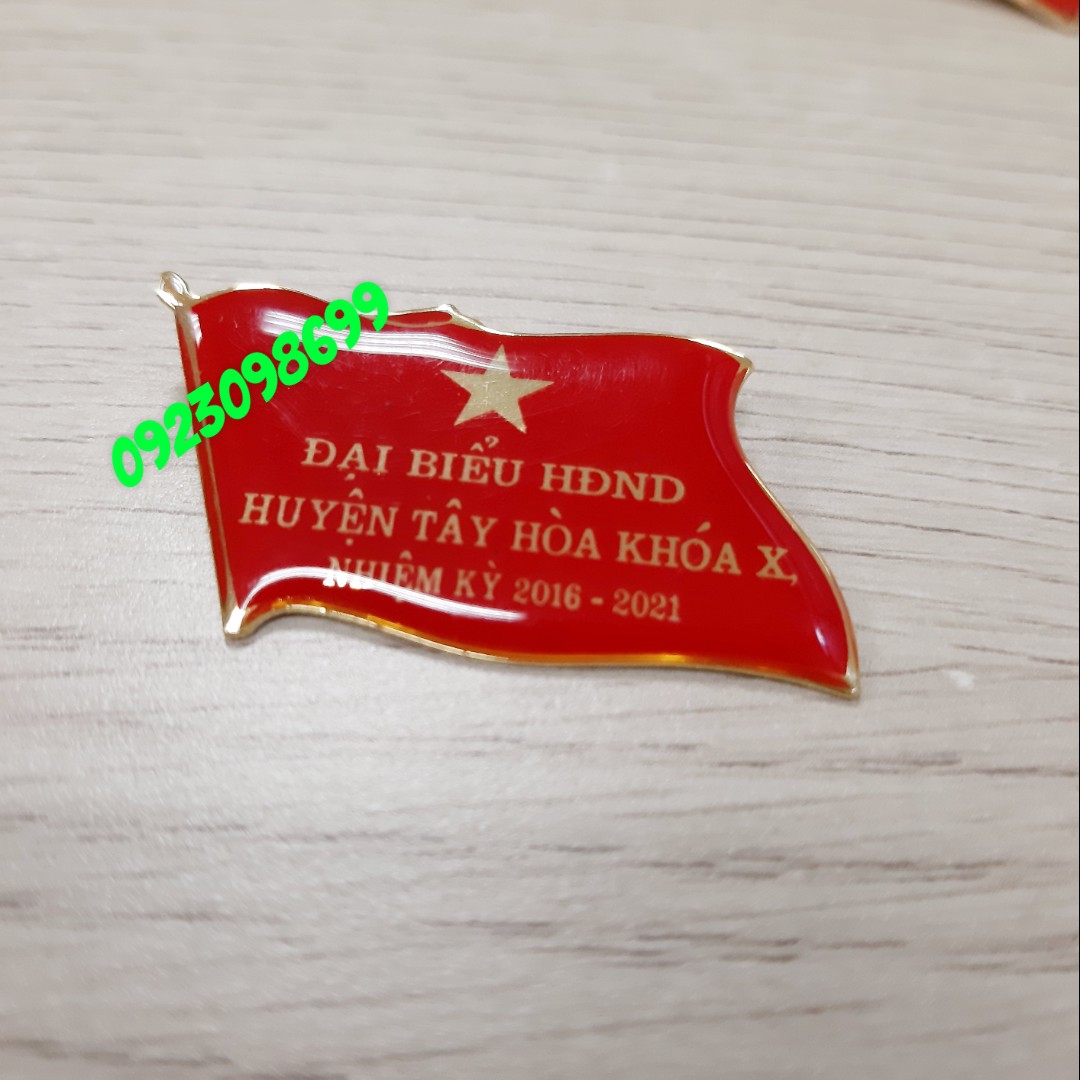 0923098699
ĐẠI BIỂU HĐND
HUYỆN TÂY HÒA KHÓA X,
NHIỆM KỲ 2016 - 2021